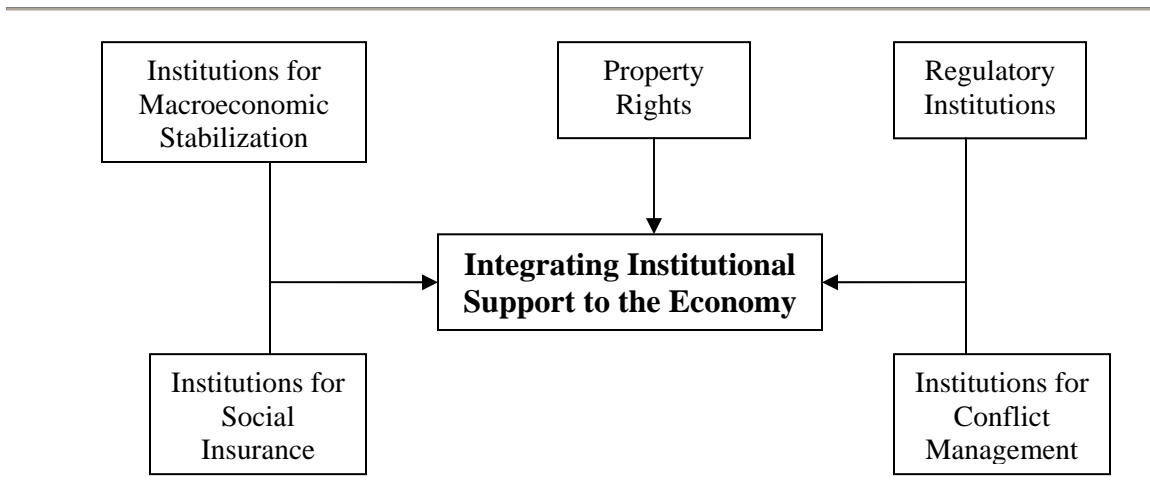 Institutions for
Macroeconomic
Stabilization
Property
Rights
Regulatory
Institutions
Integrating Institutional
Support to the Economy
Institutions for
Social
Insurance
Institutions for
Conflict
Management